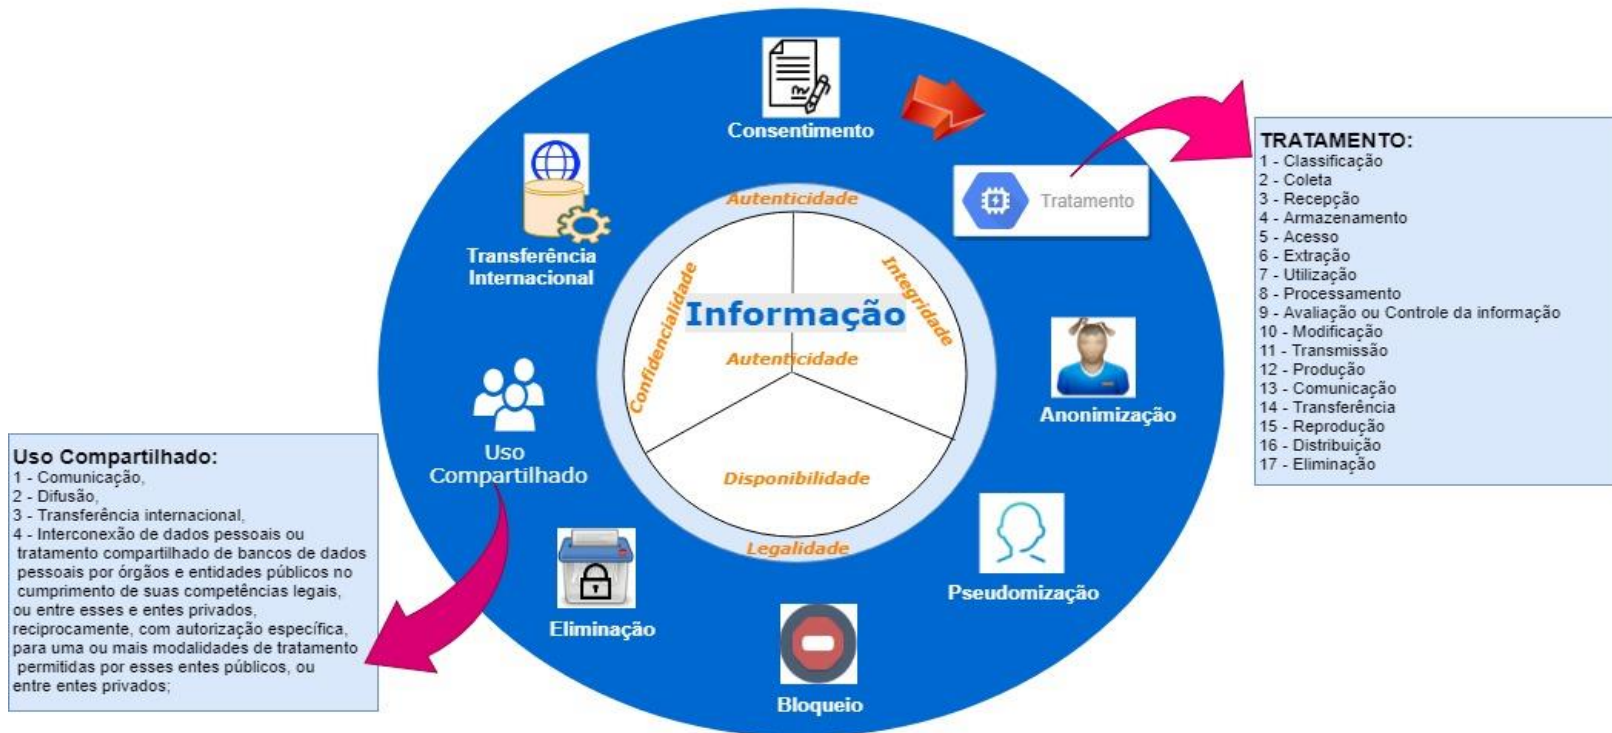 Consentimento
Tratamento
TRATAMENTO:
1 - Classificação
2 - Coleta
3 - Recepção
4 - Armazenamento
5 - Acesso
6 - Extração
7 - Utilização
8 - Processamento
9 - Avaliação ou Controle da informação
10 - Modificação
11 - Transmissão
12 - Produção
13 - Comunicação
14 - Transferência
15 - Reprodução
16 - Distribuição
17 - Eliminação
Anonimização
Pseudomização
Bloqueio
Eliminação
Uso
Compartilhado
Uso Compartilhado:
1 - Comunicação,
2 - Difusão,
3 - Transferência internacional,
4 - Interconexão de dados pessoais ou
tratamento compartilhado de bancos de dados
pessoais por órgãos e entidades públicos no
cumprimento de suas competências legais,
ou entre esses e entes privados,
reciprocamente, com autorização específica,
para uma ou mais modalidades de tratamento
permitidas por esses entes públicos, ou
entre entes privados;
Transferência
Internacional
Autenticidade
Confidencialidade
Integridade
Informação
Autenticidade
Disponibilidade
Legalidade